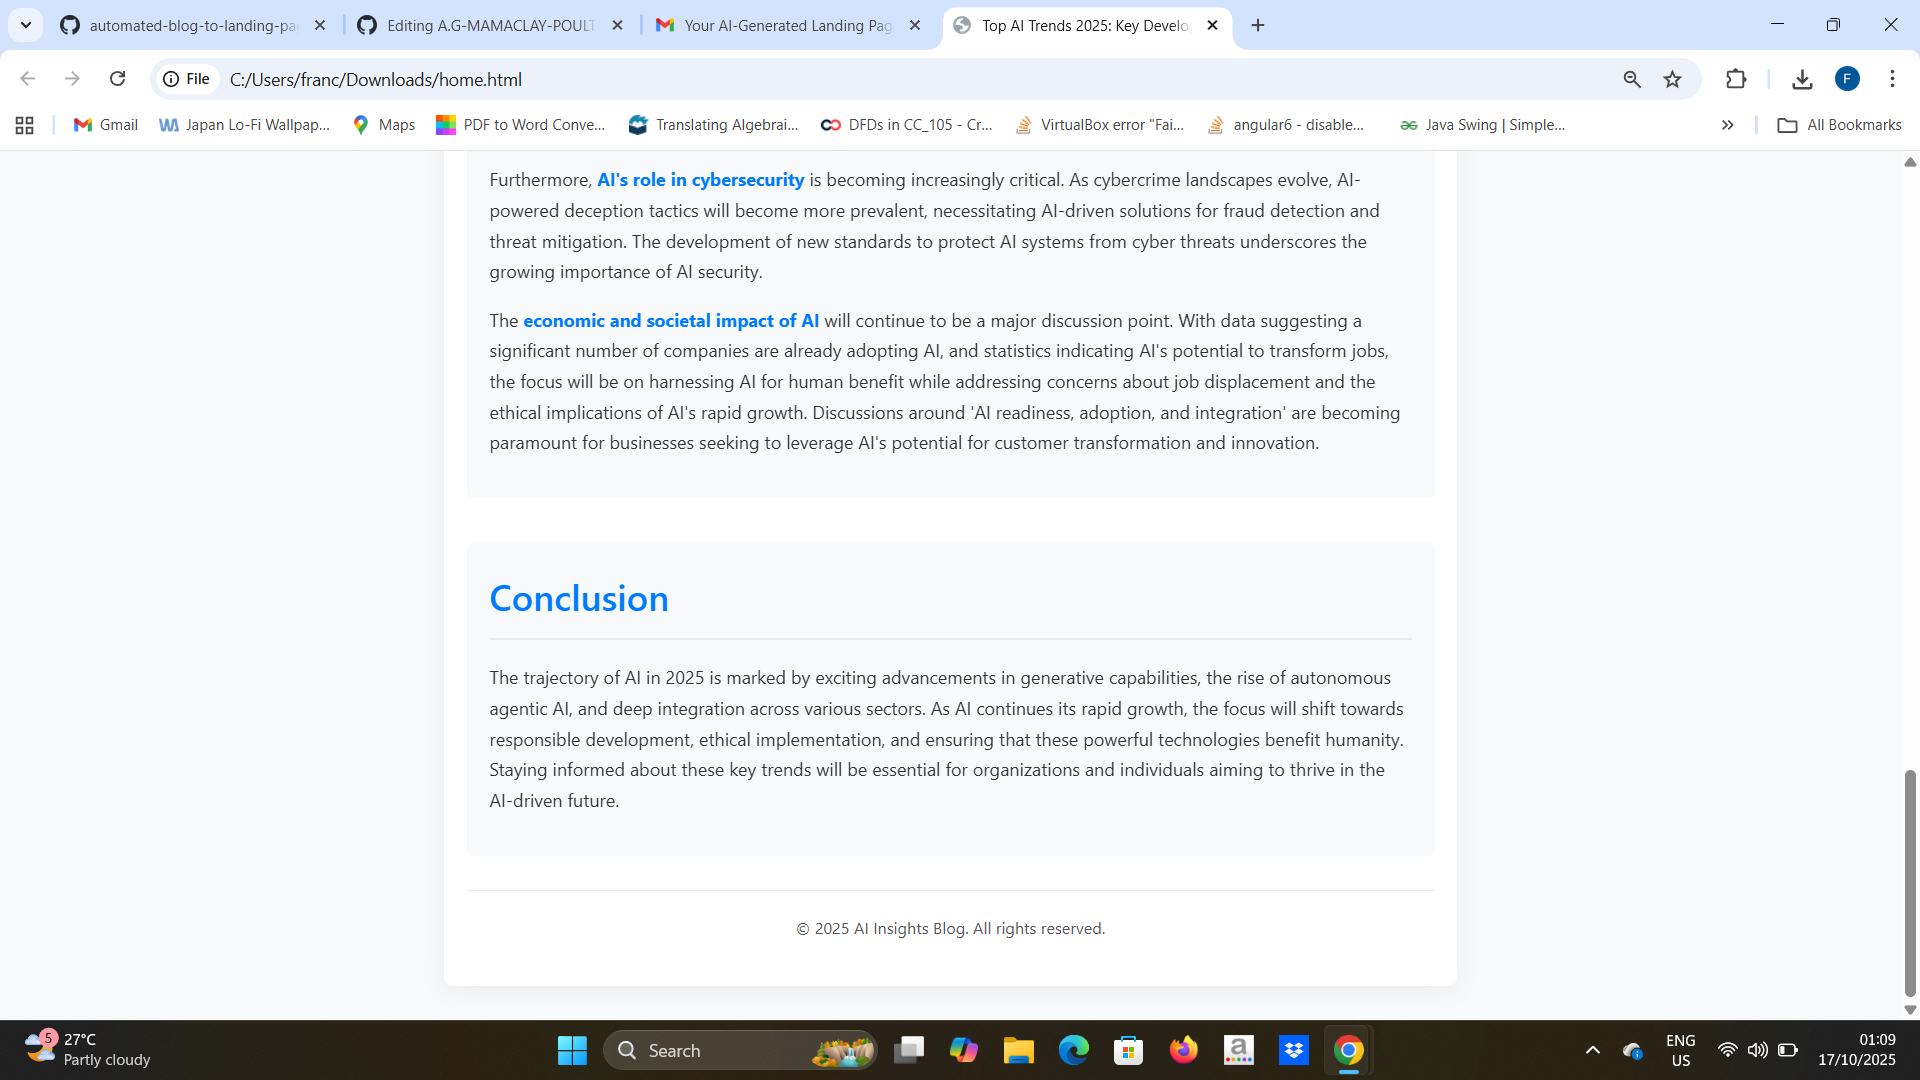 automated-blog-to-landing-pa
Editing A.G-MAMACLAY-POULT
Your AI-Generated Landing Pag
Top AI Trends 2025: Key Develo
File
C:/Users/franc/Downloads/home.html
F
Gmail
Japan Lo-Fi Wallpap...
Maps
PDF to Word Conve...
Translating Algebrai...
DFDs in CC_105 - Cr...
VirtualBox error "Fai...
angular6 - disable...
Java Swing | Simple...
All Bookmarks
Furthermore, AI's role in cybersecurity is becoming increasingly critical. As cybercrime landscapes evolve, AI-
powered deception tactics will become more prevalent, necessitating AI-driven solutions for fraud detection and
threat mitigation. The development of new standards to protect AI systems from cyber threats underscores the
growing importance of AI security.
The economic and societal impact of AI will continue to be a major discussion point. With data suggesting a
significant number of companies are already adopting AI, and statistics indicating AI's potential to transform jobs,
the focus will be on harnessing AI for human benefit while addressing concerns about job displacement and the
ethical implications of AI's rapid growth. Discussions around 'AI readiness, adoption, and integration' are becoming
paramount for businesses seeking to leverage AI's potential for customer transformation and innovation.
Conclusion
The trajectory of AI in 2025 is marked by exciting advancements in generative capabilities, the rise of autonomous
agentic AI, and deep integration across various sectors. As AI continues its rapid growth, the focus will shift towards
responsible development, ethical implementation, and ensuring that these powerful technologies benefit humanity.
Staying informed about these key trends will be essential for organizations and individuals aiming to thrive in the
AI-driven future.
© 2025 AI Insights Blog. All rights reserved.
5
27°C
Partly cloudy
Search
a
ENG
US
01:09
17/10/2025